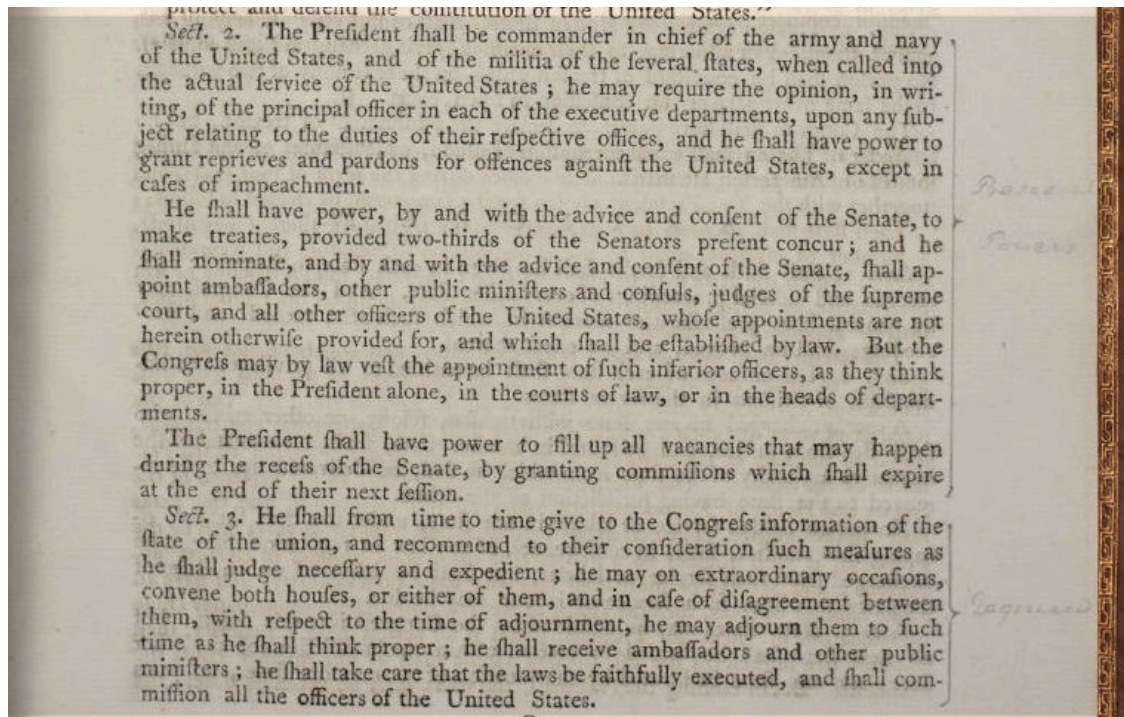 protect and defend the conſtitution of the United States."
Sect. 2. The Preſident ſhall be commander in chief of the army and navy
of the United States, and of the militia of the ſeveral ſtates, when called into
the actual ſervice of the United States ; he may require the opinion, in wri-
ting, of the principal officer in each of the executive departments, upon any ſub-
ject relating to the duties of their reſpective offices, and he ſhall have power to
grant reprieves and pardons for offences againſt the United States, except in
caſes of impeachment.
He ſhall have power, by and with the advice and conſent of the Senate, to
make treaties, provided two-thirds of the Senators preſent concur ; and he
ſhall nominate, and by and with the advice and conſent of the Senate, ſhall ap-
point ambaſſadors, other public miniſters and conſuls, judges of the ſupreme
court, and all other officers of the United States, whoſe appointments are not
herein otherwiſe provided for, and which ſhall be eſtabliſhed by law. But the
Congreſs may by law veſt the appointment of ſuch inferior officers, as they think
proper, in the Preſident alone, in the courts of law, or in the heads of depart-
ments.
The Preſident ſhall have power to fill up all vacancies that may happen
during the receſs of the Senate, by granting commiſſions which ſhall expire
at the end of their next ſeſſion.
Sect. 3. He ſhall from time to time give to the Congreſs information of the
ſtate of the union, and recommend to their conſideration ſuch meaſures as
he ſhall judge neceſſary and expedient ; he may on extraordinary occaſions,
convene both houſes, or either of them, and in caſe of diſagreement between
them, with reſpect to the time of adjournment, he may adjourn them to ſuch
time as he ſhall think proper ; he ſhall receive ambaſſadors and other public
miniſters ; he ſhall take care that the laws be faithfully executed, and ſhall com-
miſſion all the officers of the United States.
Powers